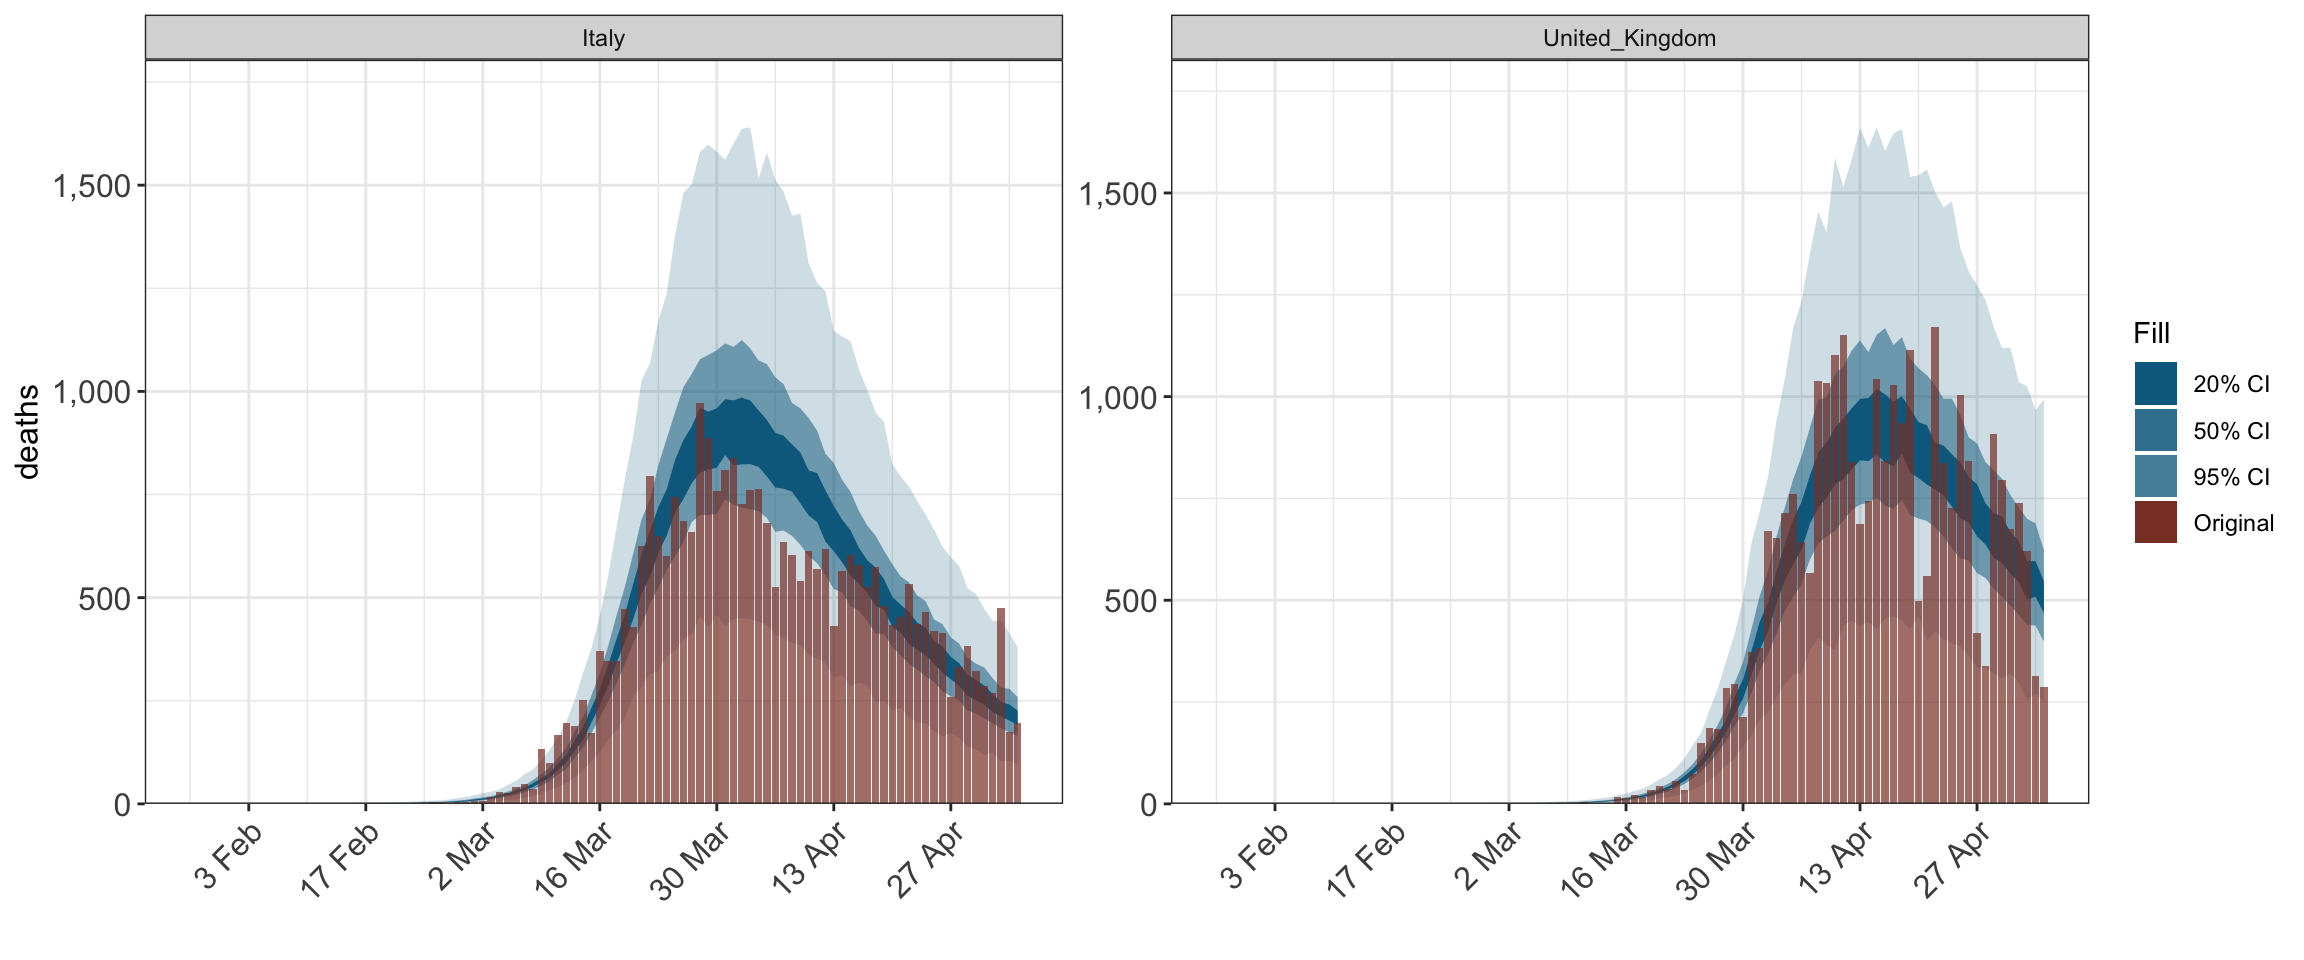 Italy
United_Kingdom
deaths
1,500
1,000
500
0
3 Feb
17 Feb
2 Mar
16 Mar
30 Mar
13 Apr
27 Apr
1,500
1,000
500
0
3 Feb
17 Feb
2 Mar
16 Mar
30 Mar
13 Apr
27 Apr
Fill
20% CI
50% CI
95% CI
Original